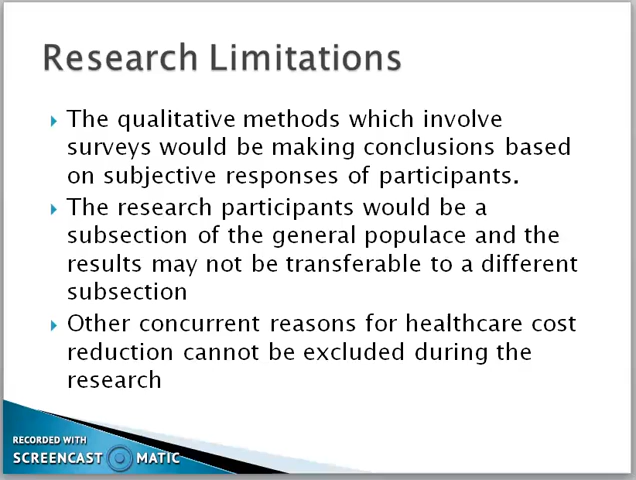 Research Limitations
The qualitative methods which involve
surveys would be making conclusions based
on subjective responses of participants.
The research participants would be a
subsection of the general populace and the
results may not be transferable to a different
subsection
Other concurrent reasons for healthcare cost
reduction cannot be excluded during the
research
RECORDED WITH
SCREENCAST MATIC